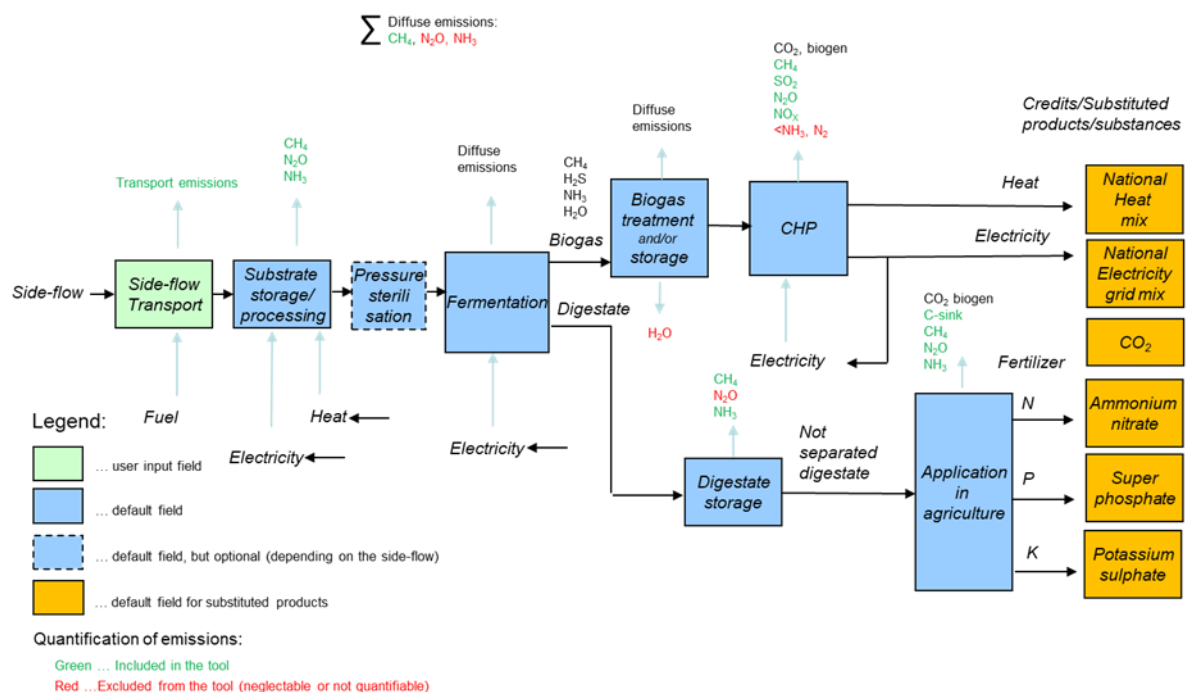 ∑ Diffuse emissions:
CH₄, N₂O, NH₃
CO₂, biogen
CH₄
SO₂
N₂O
NOₓ
<NH₃, N₂
Credits/Substituted
products/substances
Diffuse
emissions
CH₄
N₂O
NH₃
Diffuse
emissions
CH₄
H₂S
NH₃
H₂O
Transport emissions
Side-flow
Side-flow
Transport
Substrate
storage/
processing
Pressure
sterili
sation
Fermentation
Biogas
Digestate
Biogas
treatment
and/or
storage
H₂O
CHP
Heat
Electricity
Electricity
National
Heat
mix
National
Electricity
grid mix
CO₂
CO₂ biogen
C-sink
CH₄
N₂O
NH₃
Fertilizer
N
P
K
Ammonium
nitrate
Super
phosphate
Potassium
sulphate
Fuel
Heat
Electricity
Electricity
CH₄
N₂O
NH₃
Digestate
storage
Not
separated
digestate
Application
in
agriculture
Legend:
... user input field
... default field
... default field, but optional (depending on the side-flow)
... default field for substituted products
Quantification of emissions:
Green ... Included in the tool
Red ...Excluded from the tool (neglectable or not quantifiable)